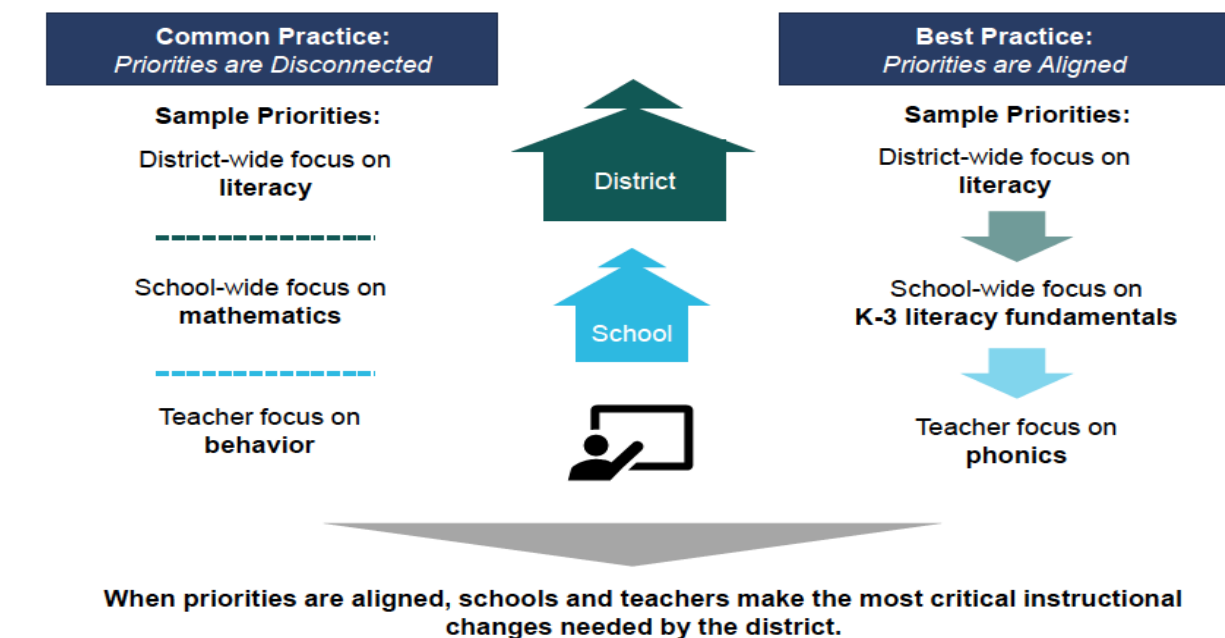 Common Practice:
Priorities are Disconnected
Sample Priorities:
District-wide focus on
literacy
School-wide focus on
mathematics
Teacher focus on
behavior
District
School
Best Practice:
Priorities are Aligned
Sample Priorities:
District-wide focus on
literacy
School-wide focus on
K-3 literacy fundamentals
Teacher focus on
phonics
When priorities are aligned, schools and teachers make the most critical instructional
changes needed by the district.